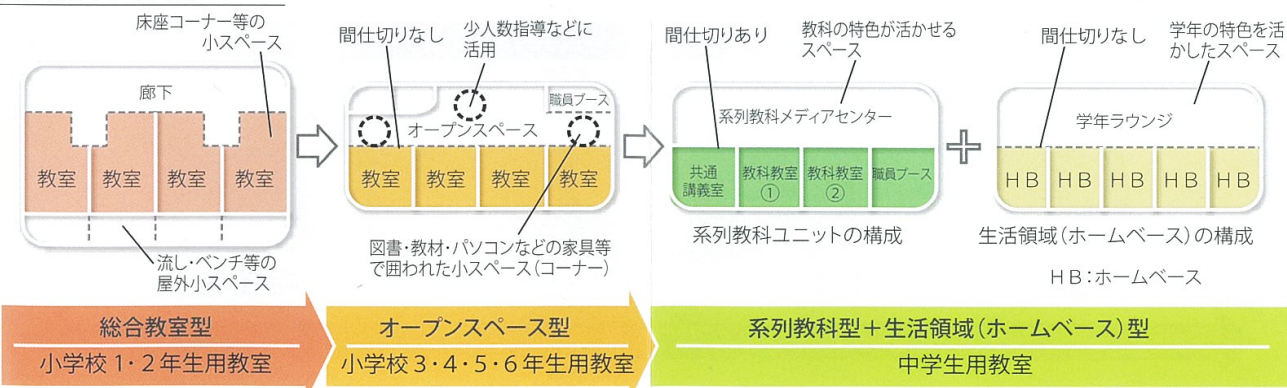 床座コーナー等の
小スペース
廊下
教室
教室
教室
教室
流し・ベンチ等の
屋外小スペース
総合教室型
小学校1・2年生用教室
間仕切りなし
少人数指導などに
活用
職員ブース
オープンスペース
教室
教室
教室
教室
図書・教材・パソコンなどの家具等
で囲われた小スペース(コーナー)
オープンスペース型
小学校3・4・5・6年生用教室
間仕切りあり
教科の特色が活かせる
スペース
系列教科メディアセンター
共通
講義室
教科教室
①
教科教室
②
職員ブース
系列教科ユニットの構成
間仕切りなし
学年の特色を活
かしたスペース
学年ラウンジ
HB
HB
HB
HB
HB
生活領域(ホームベース)の構成
HB:ホームベース
系列教科型+生活領域(ホームベース)型
中学生用教室